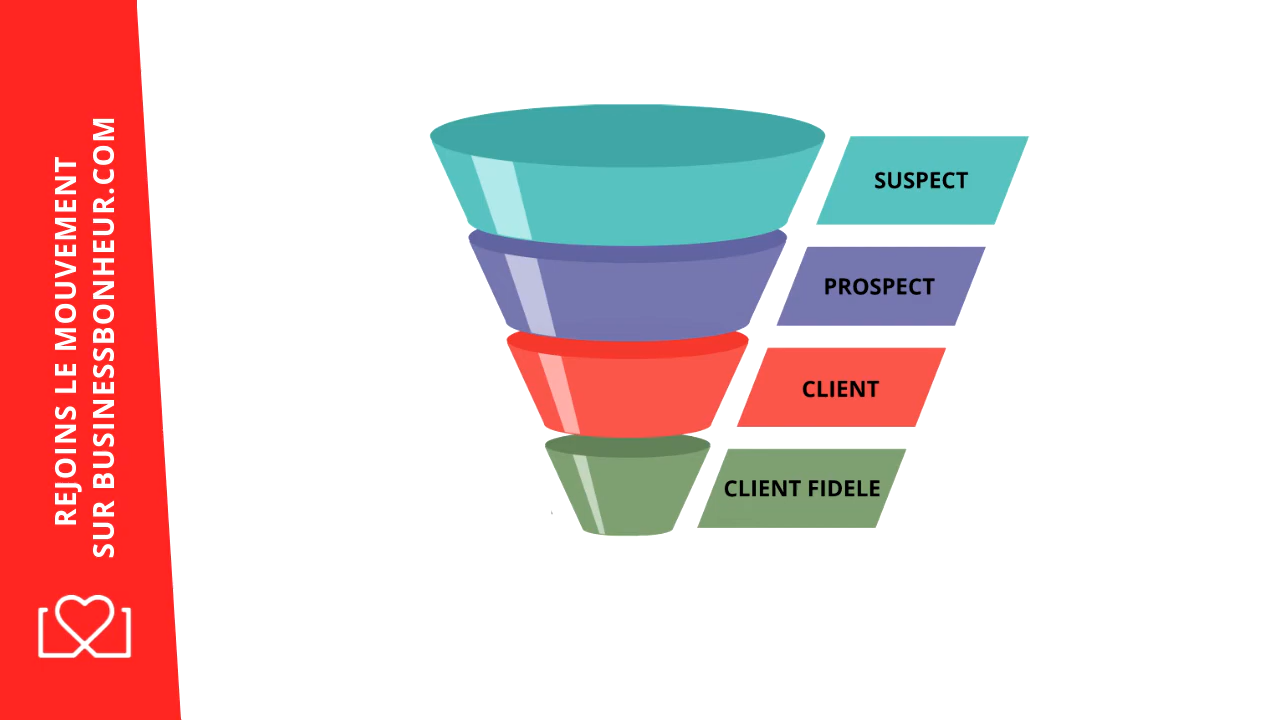 REJOINS LE MOUVEMENT
SUR BUSINESSBONHEUR.COM
SUSPECT
PROSPECT
CLIENT
CLIENT FIDELE